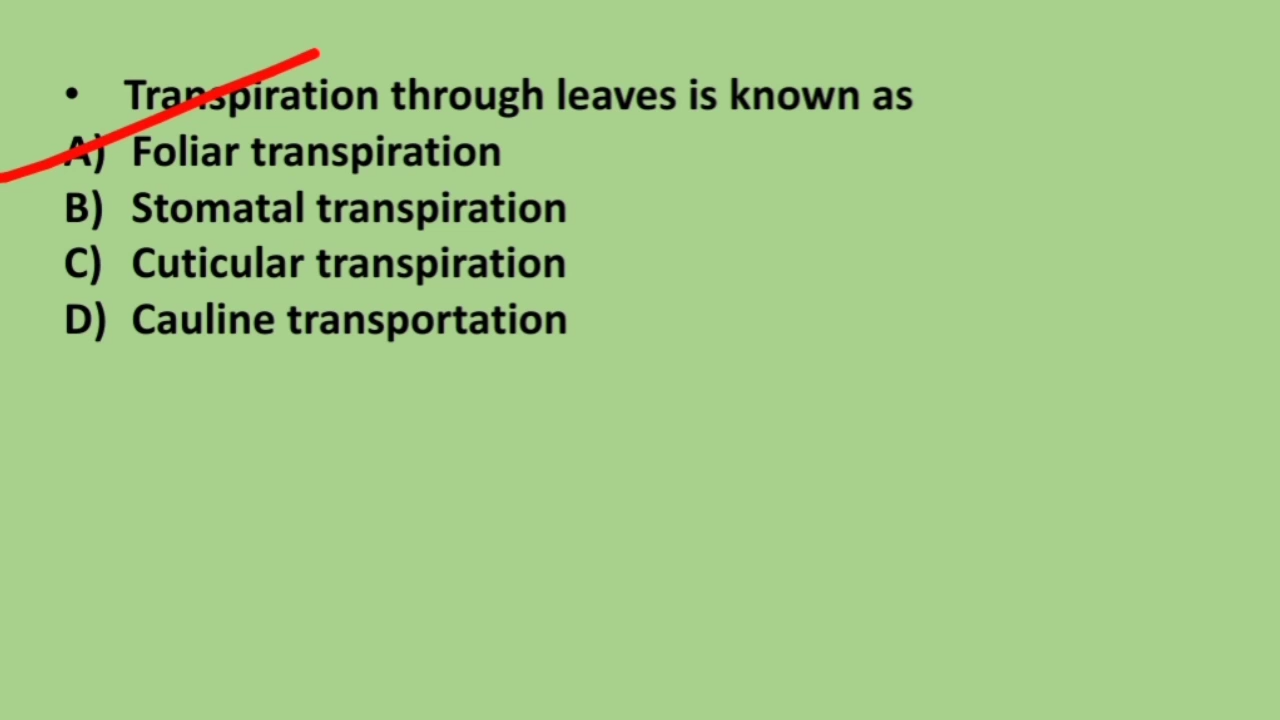 • Transpiration through leaves is known as
A) Foliar transpiration
B) Stomatal transpiration
C) Cuticular transpiration
D) Cauline transportation